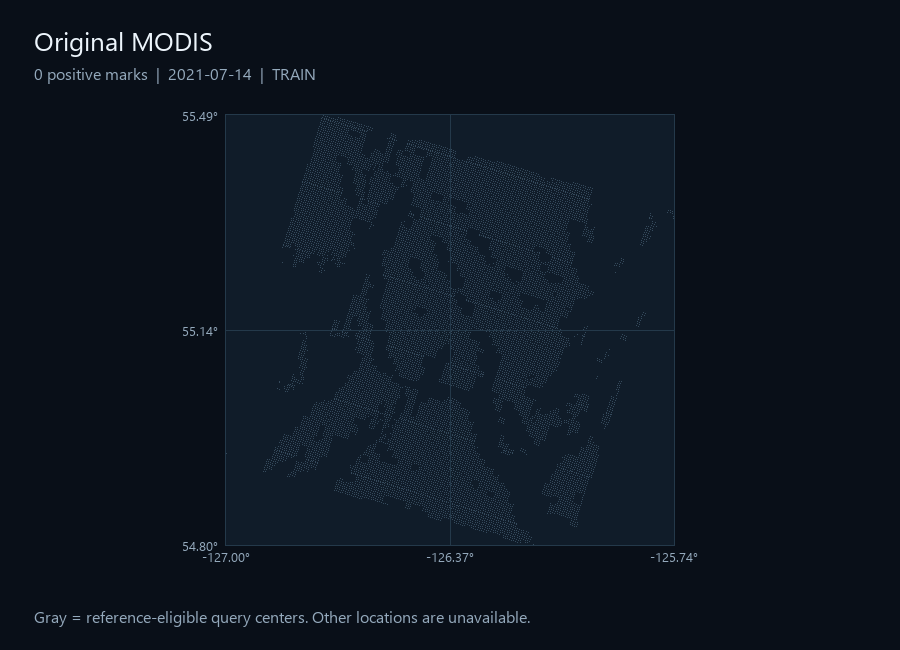 Original MODIS
0 positive marks | 2021-07-14 | TRAIN
55.49°
55.14°
54.80°
-127.00°
-126.37°
-125.74°
Gray = reference-eligible query centers. Other locations are unavailable.